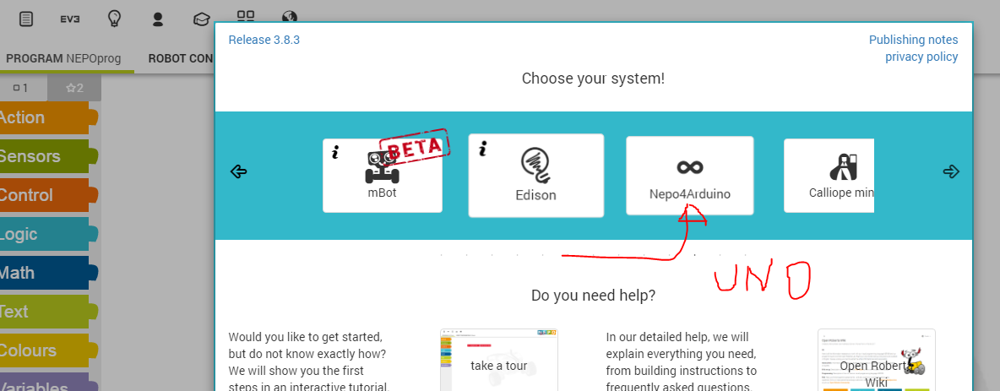 EV3
Release 3.8.3
Publishing notes
privacy policy
PROGRAM NEPOprog
ROBOT CON
Choose your system!
1
2
Action
Sensors
Control
Logic
Math
Text
Colours
Variables
i
BETA
mBot
i
Edison
Nepo4Arduino
Calliope min
UNO
Do you need help?
Would you like to get started,
but do not know exactly how?
We will show you the first
steps in an interactive tutorial.
take a tour
In our detailed help, we will
explain everything you need,
from building instructions to
frequently asked questions.
Open Robert
Wiki